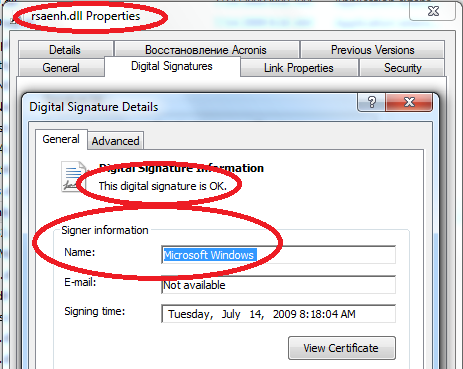 rsaenh.dll Properties
Details
Восстановление Acronis
Previous Versions
General
Digital Signatures
Link Properties
Security
Digital Signature Details
General
Advanced
Digital Signature Information
This digital signature is OK.
Signer information
Name:
Microsoft Windows
E-mail:
Not available
Signing time:
Tuesday, July 14, 2009 8:18:04 AM
View Certificate